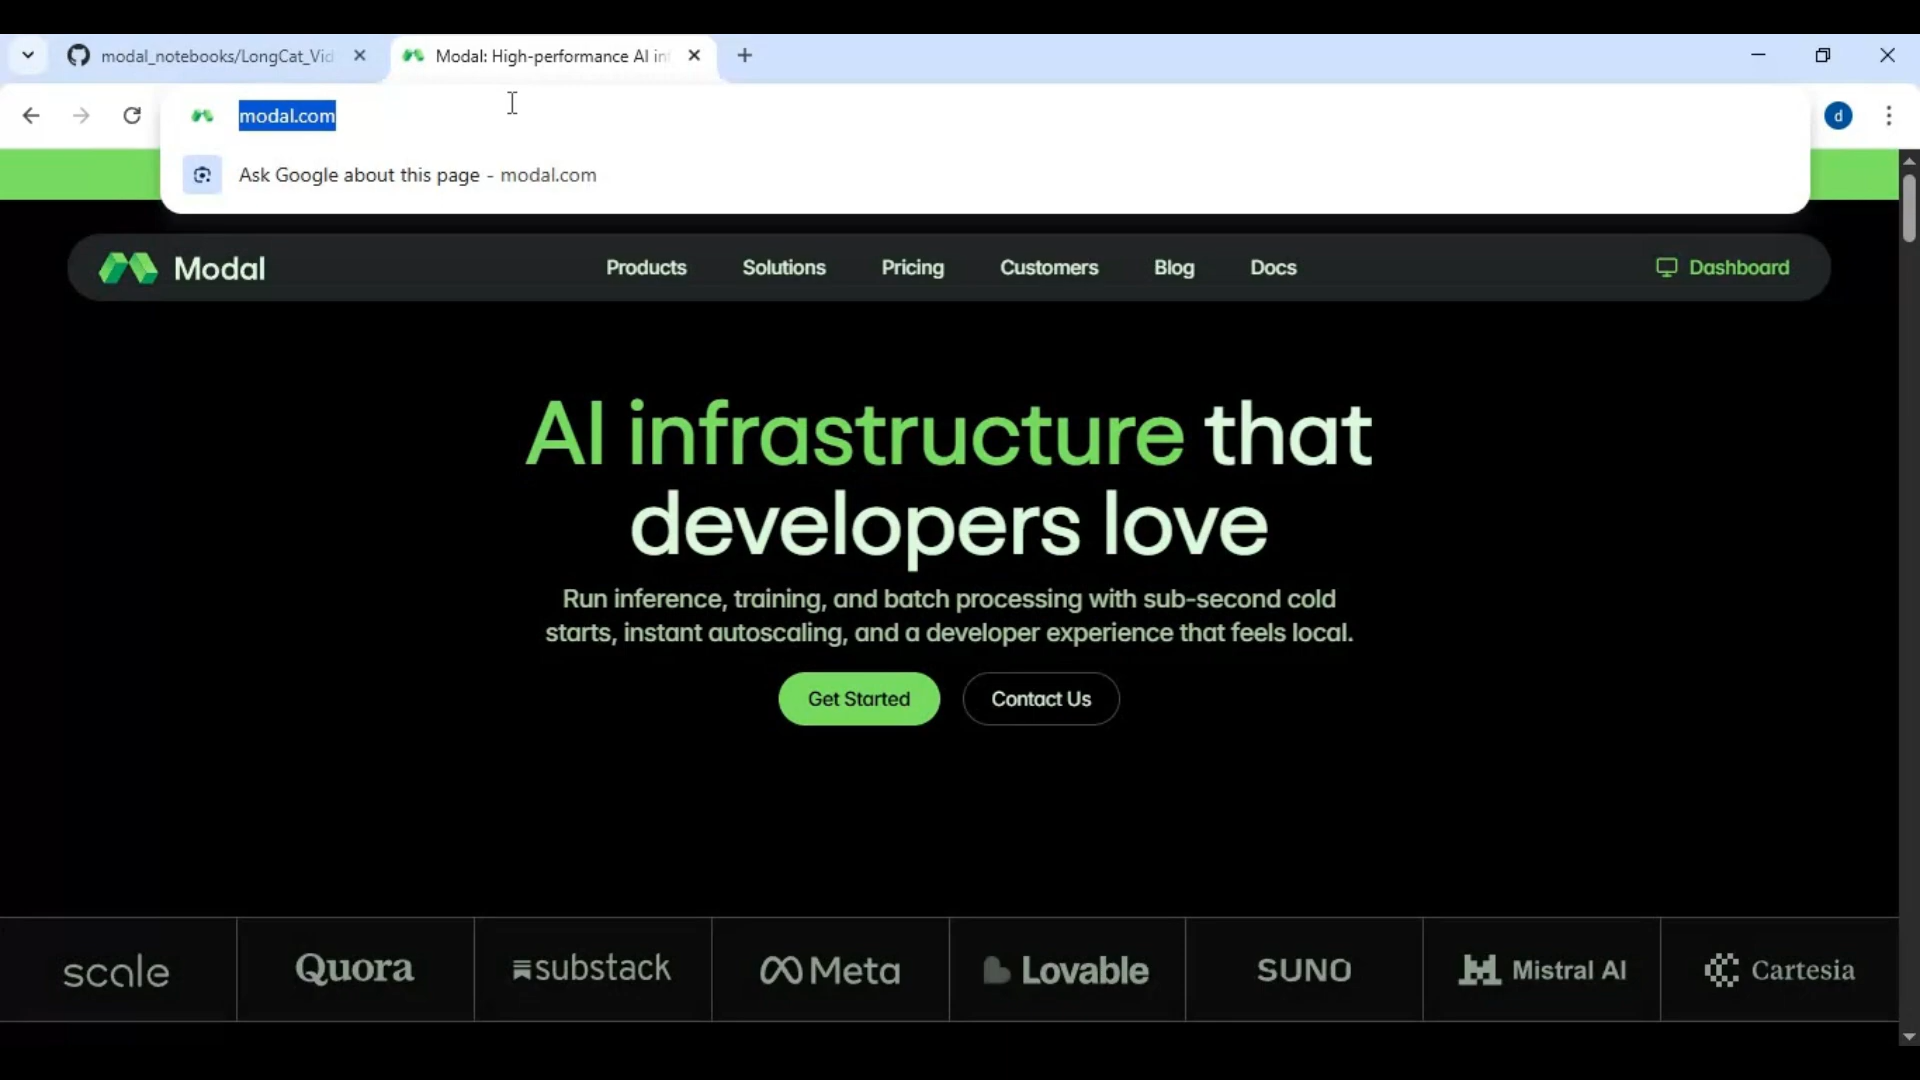 modal_notebooks/LongCat_Vid
Modal: High-performance AI in
modal.com
d
Ask Google about this page - modal.com
Modal
Products
Solutions
Pricing
Customers
Blog
Docs
Dashboard
AI infrastructure that
developers love
Run inference, training, and batch processing with sub-second cold
starts, instant autoscaling, and a developer experience that feels local.
Get Started
Contact Us
scale
Quora
substack
Meta
Lovable
SUNO
Mistral AI
Cartesia